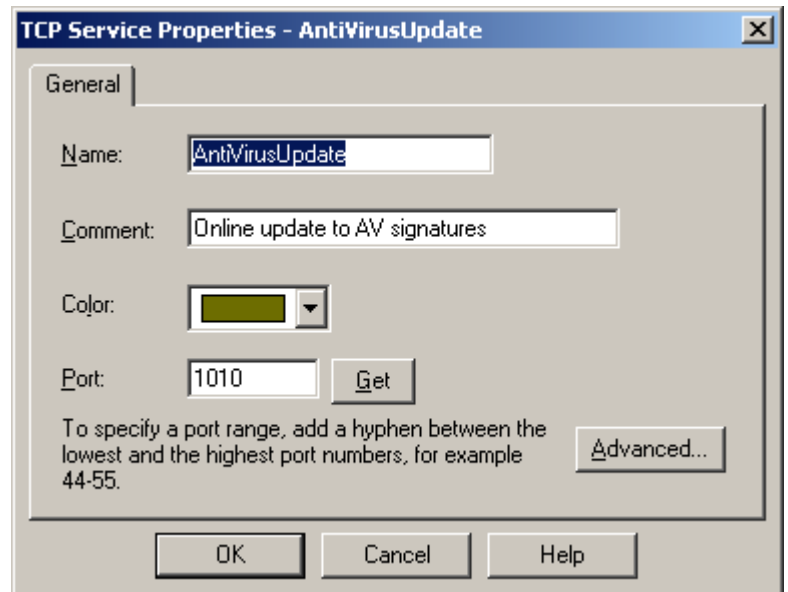 TCP Service Properties - AntiVirusUpdate
General
Name:
AntiVirusUpdate
Comment:
Online update to AV signatures
Color:
Port:
1010
Get
To specify a port range, add a hyphen between the
lowest and the highest port numbers, for example
44-55.
Advanced...
OK
Cancel
Help